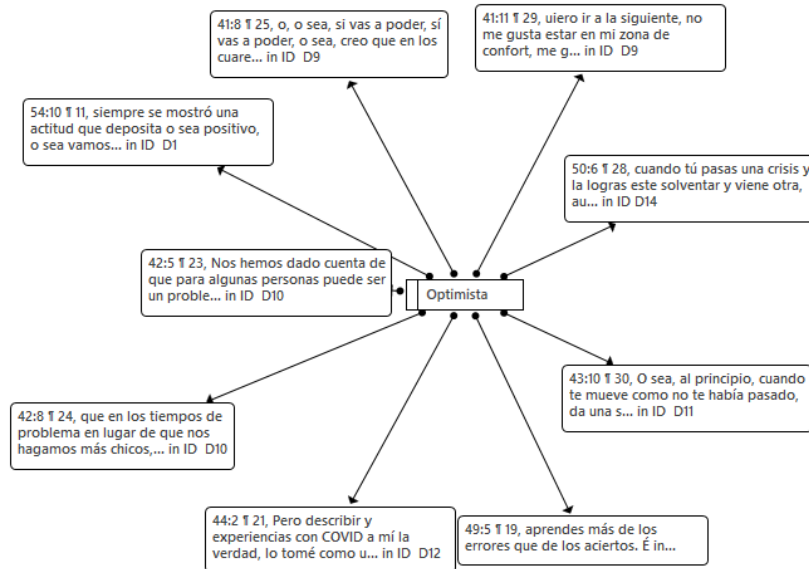 41:8 ¶ 25, o, o sea, si vas a poder, sí
vas a poder, o sea, creo que en los
cuare... in ID D9
41:11 ¶ 29, uiero ir a la siguiente, no
me gusta estar en mi zona de
confort, me g... in ID D9
54:10 ¶ 11, siempre se mostró una
actitud que deposita o sea positivo,
o sea vamos... in ID D1
50:6 ¶ 28, cuando tú pasas una crisis y
la logras este solventar y viene otra,
au... in ID D14
42:5 ¶ 23, Nos hemos dado cuenta de
que para algunas personas puede ser
un proble... in ID D10
Optimista
43:10 ¶ 30, O sea, al principio, cuando
te mueve como no te había pasado,
da una s... in ID D11
42:8 ¶ 24, que en los tiempos de
problema en lugar de que nos
hagamos más chicos,... in ID D10
44:2 ¶ 21, Pero describir y
experiencias con COVID a mí la
verdad, lo tomé como u... in ID D12
49:5 ¶ 19, aprendes más de los
errores que de los aciertos. É in...